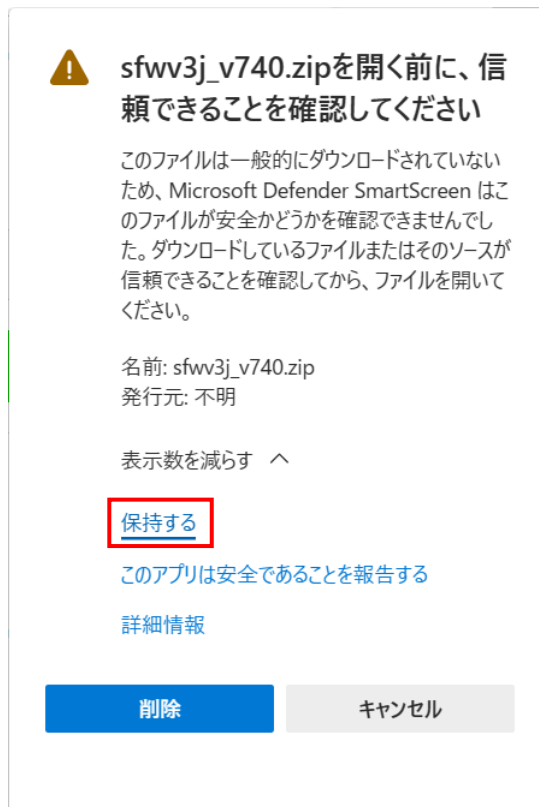 sfwv3j_v740.zipを開く前に、信
頼できることを確認してください
このファイルは一般的にダウンロードされていない
ため、Microsoft Defender SmartScreen はこ
のファイルが安全かどうかを確認できませんでし
た。ダウンロードしているファイルまたはそのソースが
信頼できることを確認してから、ファイルを開いて
ください。
名前: sfwv3j_v740.zip
発行元: 不明
表示数を減らす
保持する
このアプリは安全であることを報告する
詳細情報
削除
キャンセル